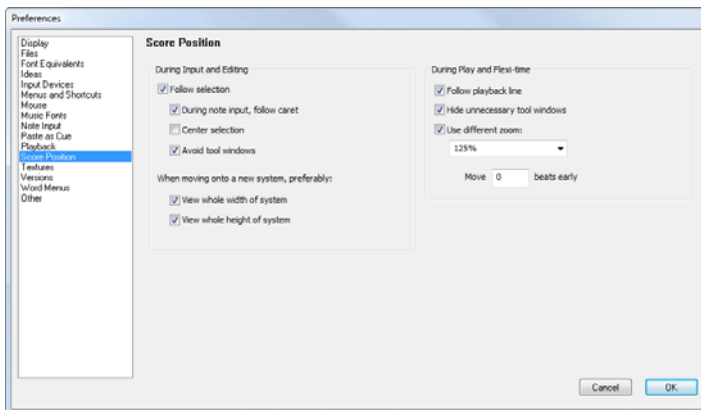 Preferences
Display
Files
Font Equivalents
Ideas
Input Devices
Menus and Shortcuts
Mouse
Music Fonts
Note Input
Paste as Cue
Playback
Score Position
Textures
Versions
Word Menus
Other
Score Position
During Input and Editing
Follow selection
During note input, follow caret
Center selection
Avoid tool windows
When moving onto a new system, preferably:
View whole width of system
View whole height of system
During Play and Flexi-time
Follow playback line
Hide unnecessary tool windows
Use different zoom:
125%
Move 0 beats early
Cancel OK